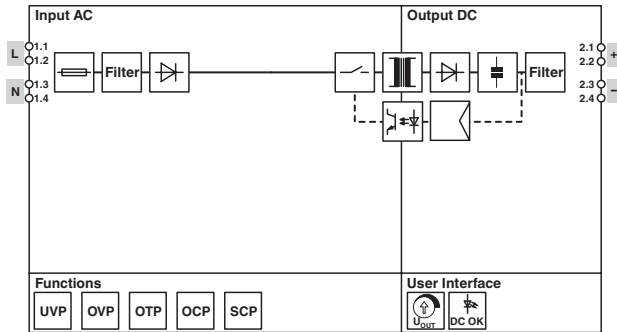 Input AC
Output DC
L
1.1
1.2
N
1.3
1.4
Filter
Filter
2.1
2.2
+
2.3
2.4
–
Functions
UVP
OVP
OTP
OCP
SCP
User Interface
UOUT
DC OK